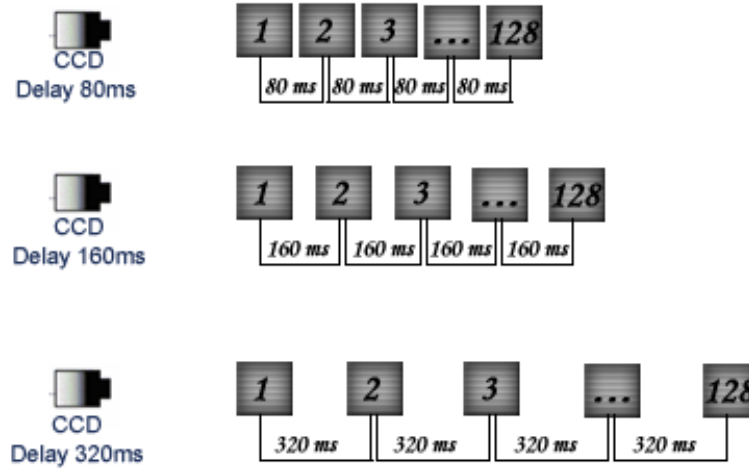 1 2 3 ... 128
CCD
Delay 80ms
80 ms 80 ms 80 ms 80 ms
1 2 3 ... 128
CCD
Delay 160ms
160 ms 160 ms 160 ms 160 ms
1 2 3 ... 128
CCD
Delay 320ms
320 ms 320 ms 320 ms 320 ms